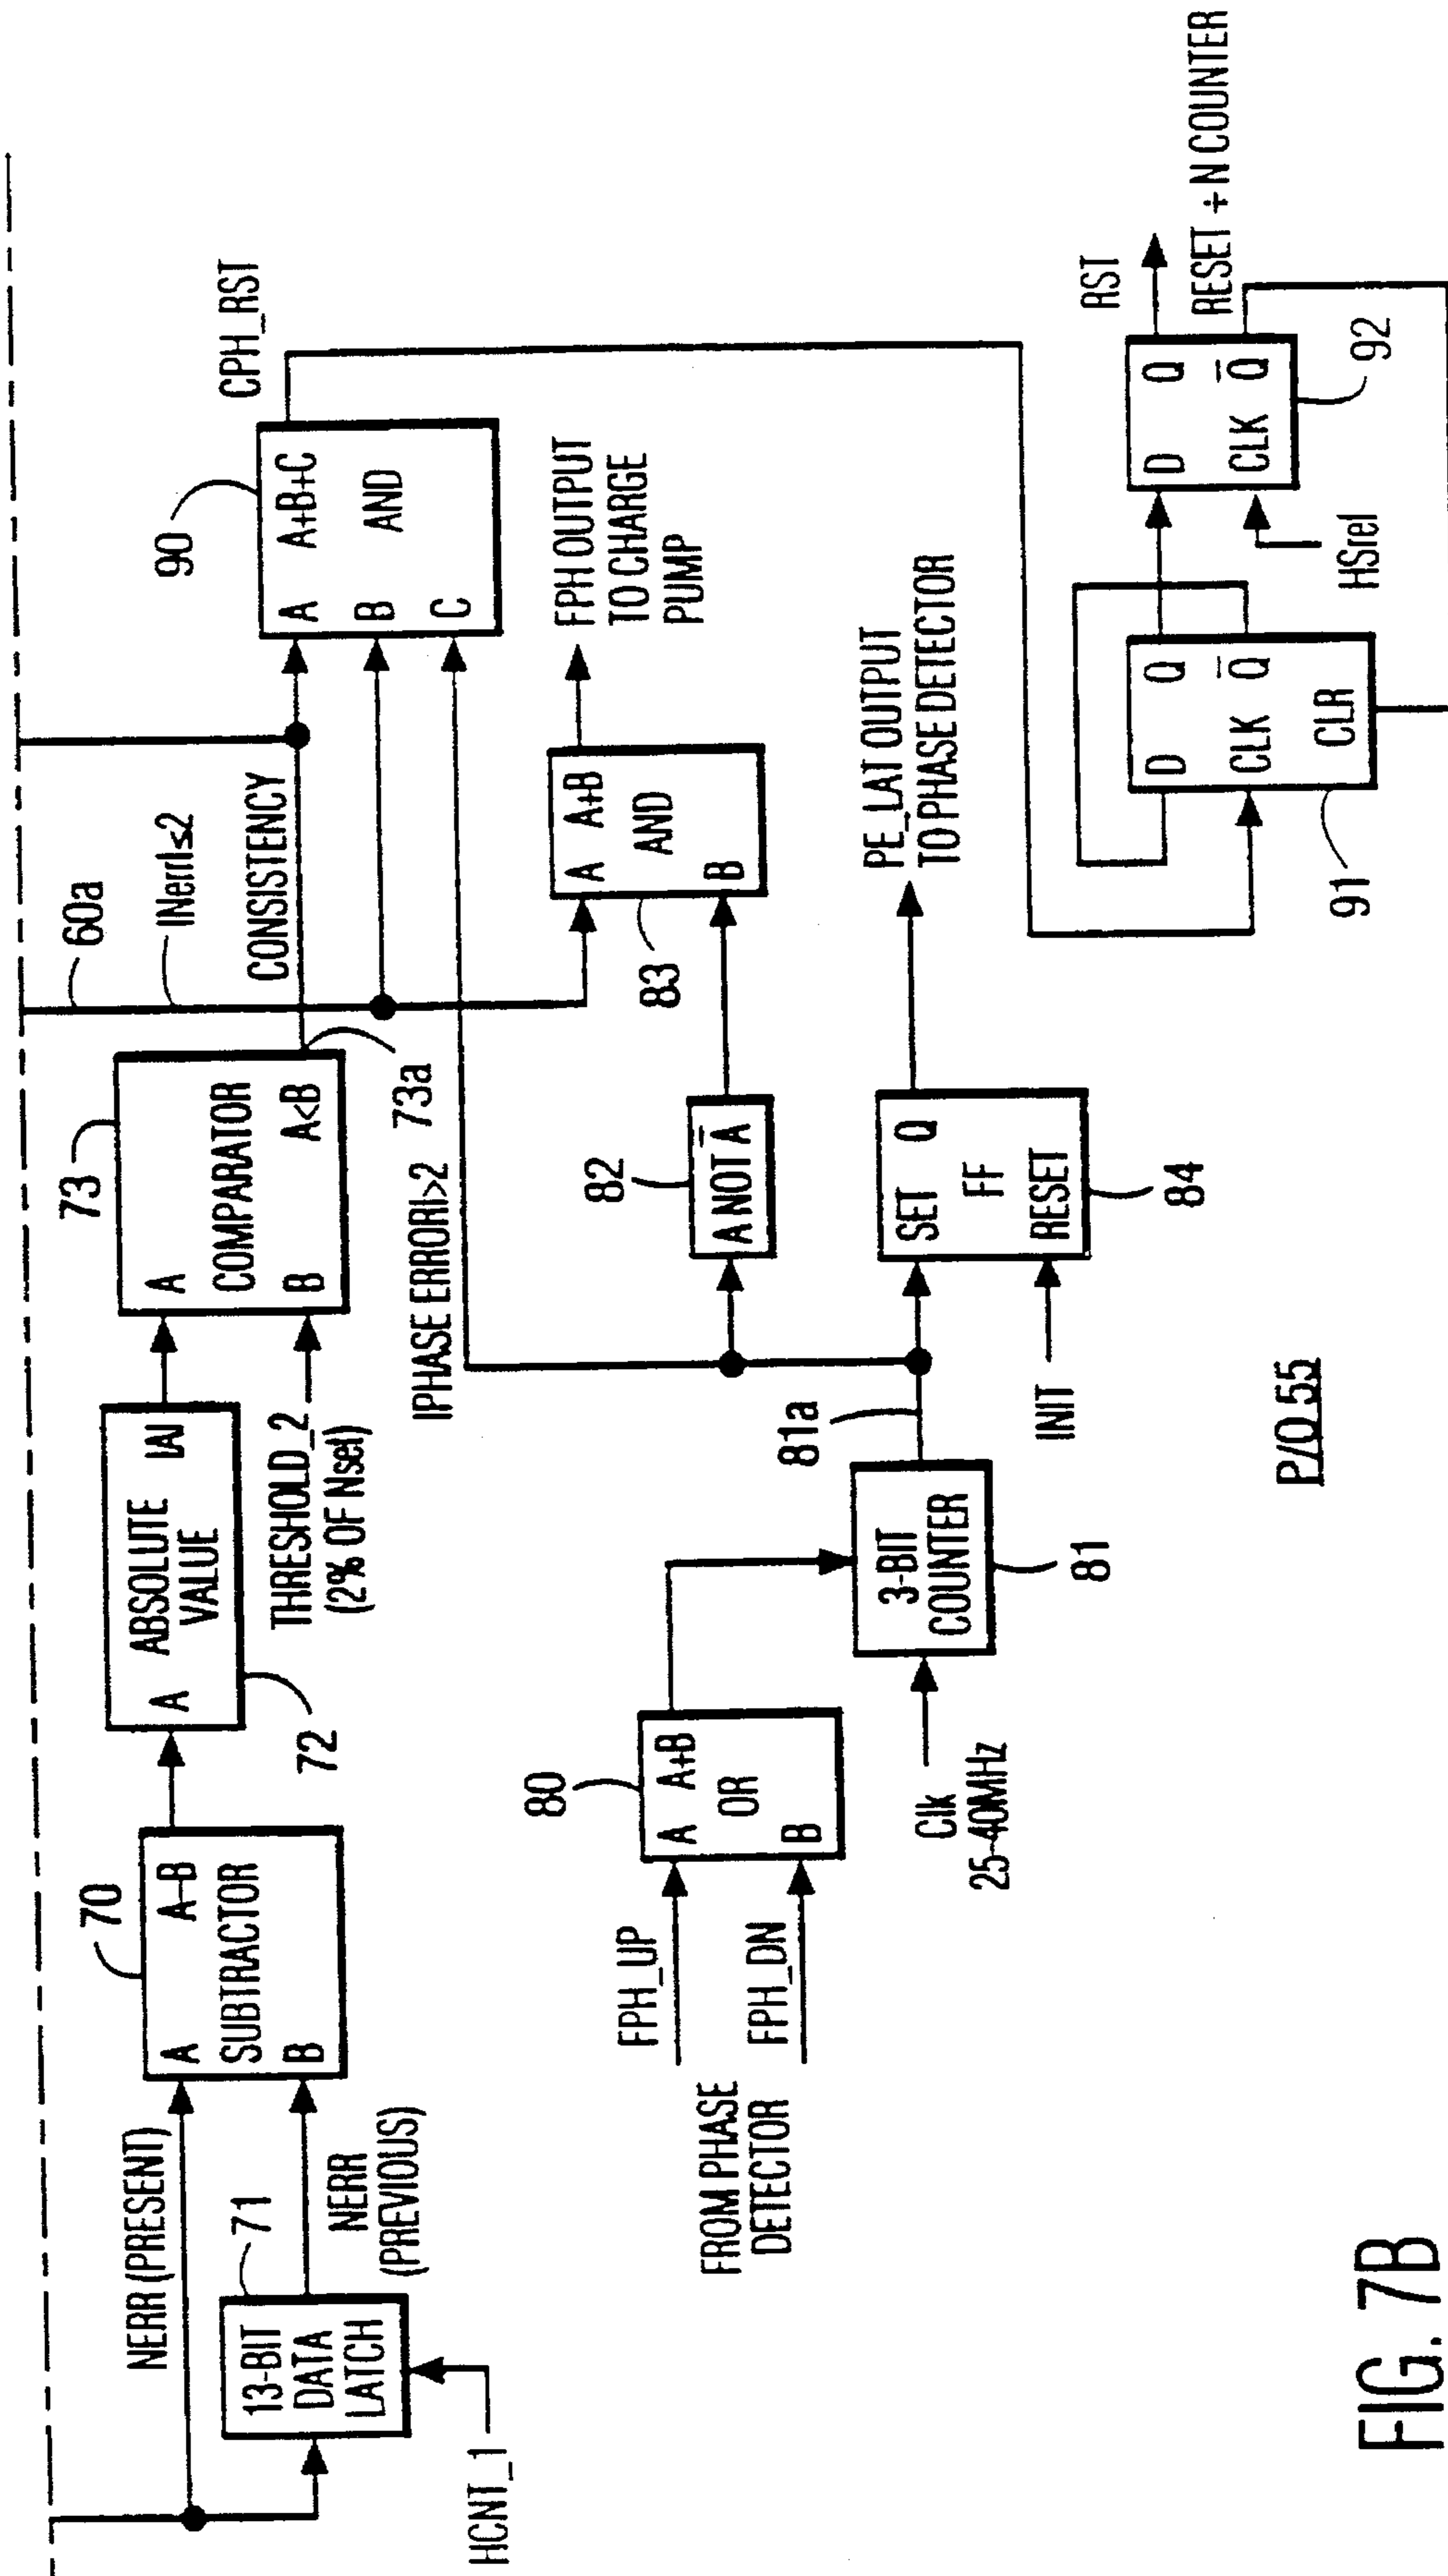 NERR (PRESENT)
13-BIT
DATA
LATCH
71
HCNT_1
NERR
(PREVIOUS)
70
A A-B
SUBTRACTOR
B
A ABSOLUTE IAI
VALUE
72
THRESHOLD_2
(2% OF Nset)
73
A
COMPARATOR
B A<B
73a
60a
INerrI≤2
CONSISTENCY
90
A A+B+C
B AND
C
CPH_RST
IPHASE ERRORI>2
FROM PHASE
DETECTOR
FPH_UP
FPH_DN
80
A A+B
OR
B
Clk
25-40MHz
3-BIT
COUNTER
81
81a
82
A NOT A̅
83
A A+B
AND
B
FPH OUTPUT
TO CHARGE
PUMP
INIT
SET Q
FF
RESET
84
PE_LAT OUTPUT
TO PHASE DETECTOR
D Q
CLK Q̅
CLR
91
HSrel
D Q
CLK Q̅
92
RST
RESET ÷N COUNTER
P/O 55
FIG. 7B